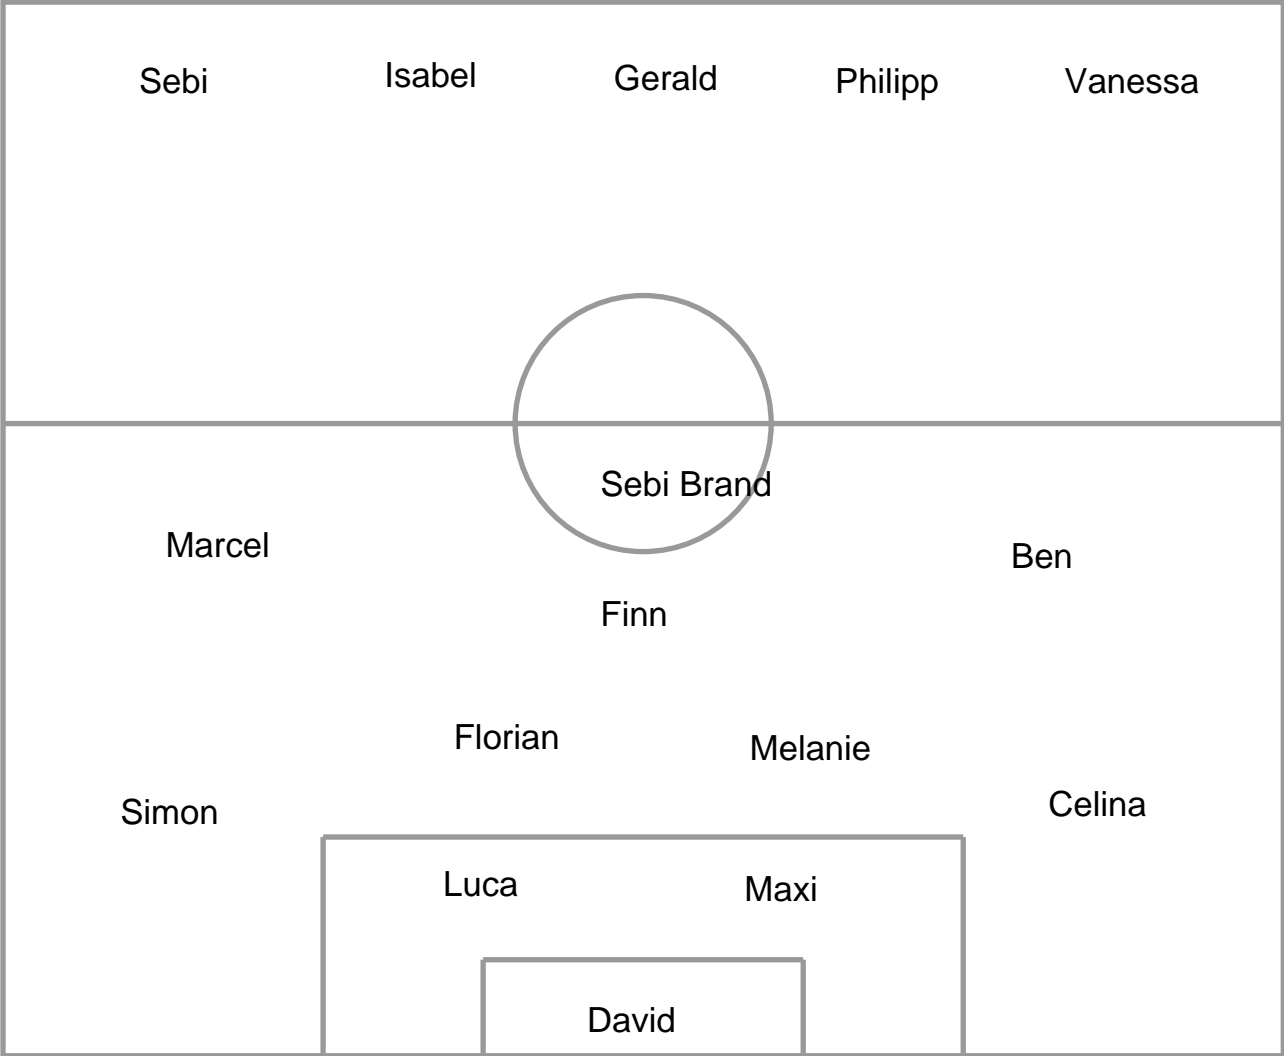 Sebi Isabel Gerald Philipp Vanessa
Sebi Brand
Marcel Ben
Finn
Florian Melanie
Simon Celina
Luca Maxi
David